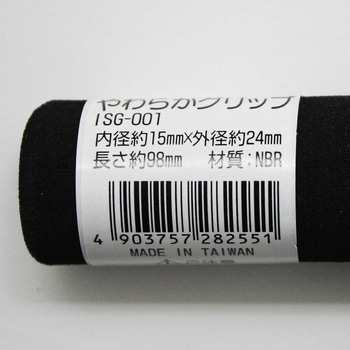 やわらかグリップ
ISG-001
内径約15mm×外径約24mm
長さ約98mm 材質:NBR
4 903757 282551
MADE IN TAIWAN